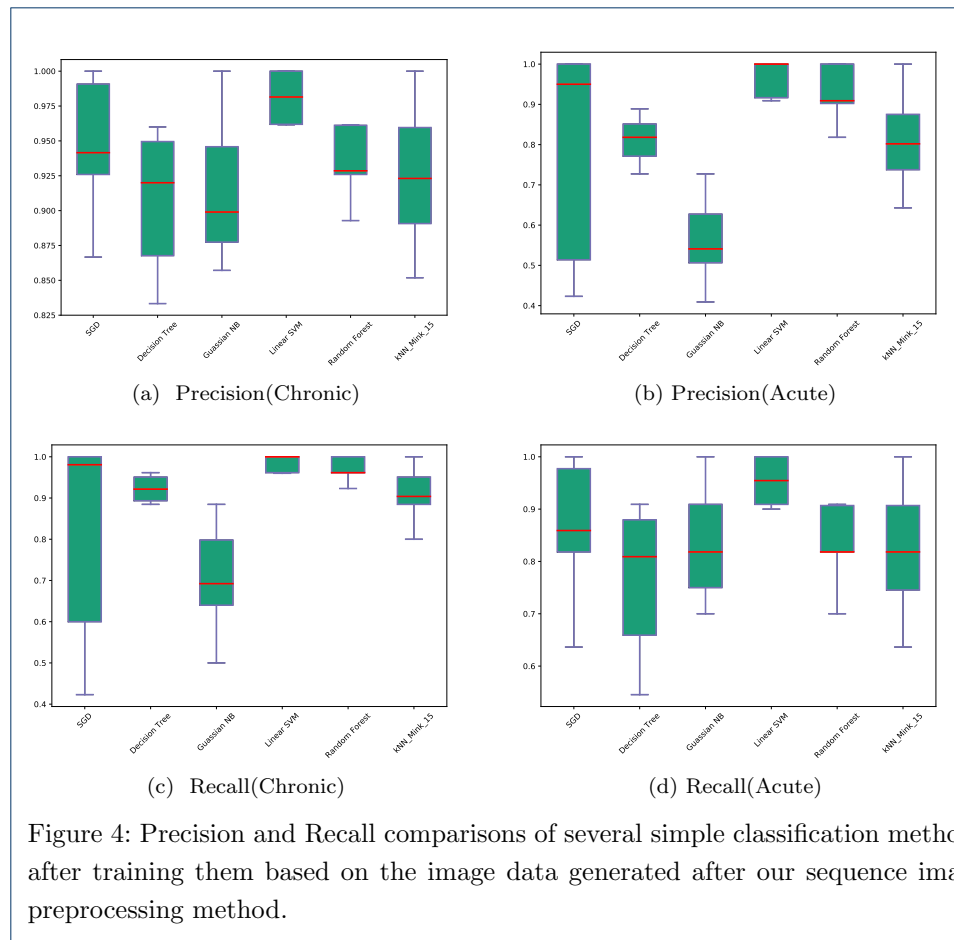 1.000
0.975
0.950
0.925
0.900
0.875
0.850
0.825
SGD
Decision Tree
Guassian NB
Linear SVM
Random Forest
kNN_Mink_15
(a) Precision(Chronic)
1.0
0.9
0.8
0.7
0.6
0.5
0.4
SGD
Decision Tree
Guassian NB
Linear SVM
Random Forest
kNN_Mink_15
(b) Precision(Acute)
1.0
0.9
0.8
0.7
0.6
0.5
0.4
SGD
Decision Tree
Guassian NB
Linear SVM
Random Forest
kNN_Mink_15
(c) Recall(Chronic)
1.0
0.9
0.8
0.7
0.6
SGD
Decision Tree
Guassian NB
Linear SVM
Random Forest
kNN_Mink_15
(d) Recall(Acute)
Figure 4: Precision and Recall comparisons of several simple classification metho
after training them based on the image data generated after our sequence ima
preprocessing method.